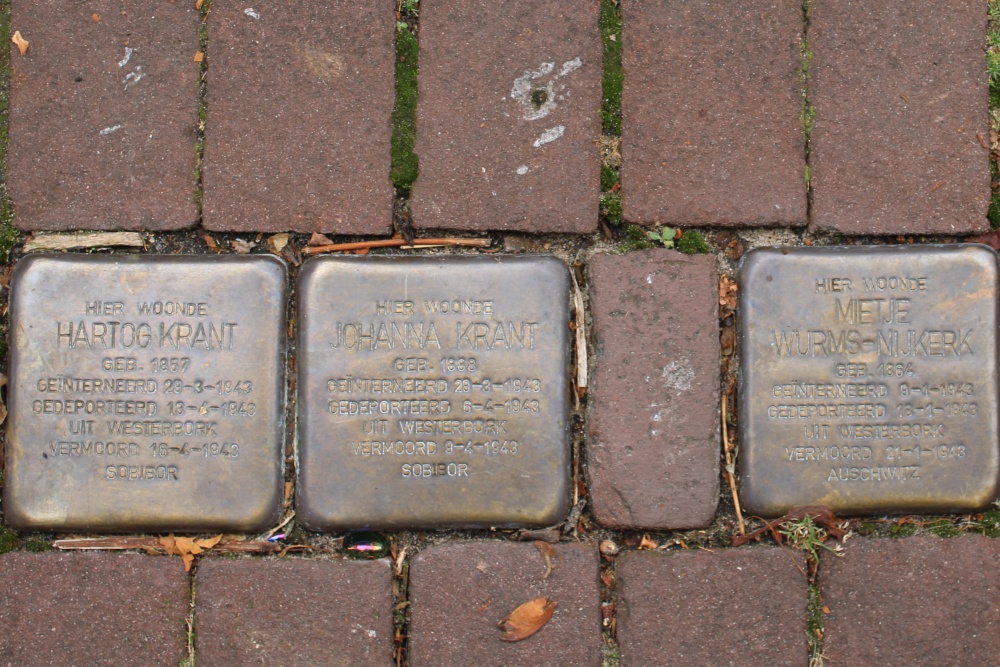 HIER WOONDE
HARTOG KRANT
GEB. 1857
GEÏNTERNEERD 29-3-1943
GEDEPORTEERD 13-4-1943
UIT WESTERBORK
VERMOORD 16-4-1943
SOBIBOR
HIER WOONDE
JOHANNA KRANT
GEB. 1898
GEÏNTERNEERD 29-3-1943
GEDEPORTEERD 6-4-1943
UIT WESTERBORK
VERMOORD 9-4-1943
SOBIBOR
HIER WOONDE
MIETJE
WURMS-NIJKERK
GEB. 1864
GEÏNTERNEERD 9-1-1943
GEDEPORTEERD 18-1-1943
UIT WESTERBORK
VERMOORD 21-1-1943
AUSCHWITZ